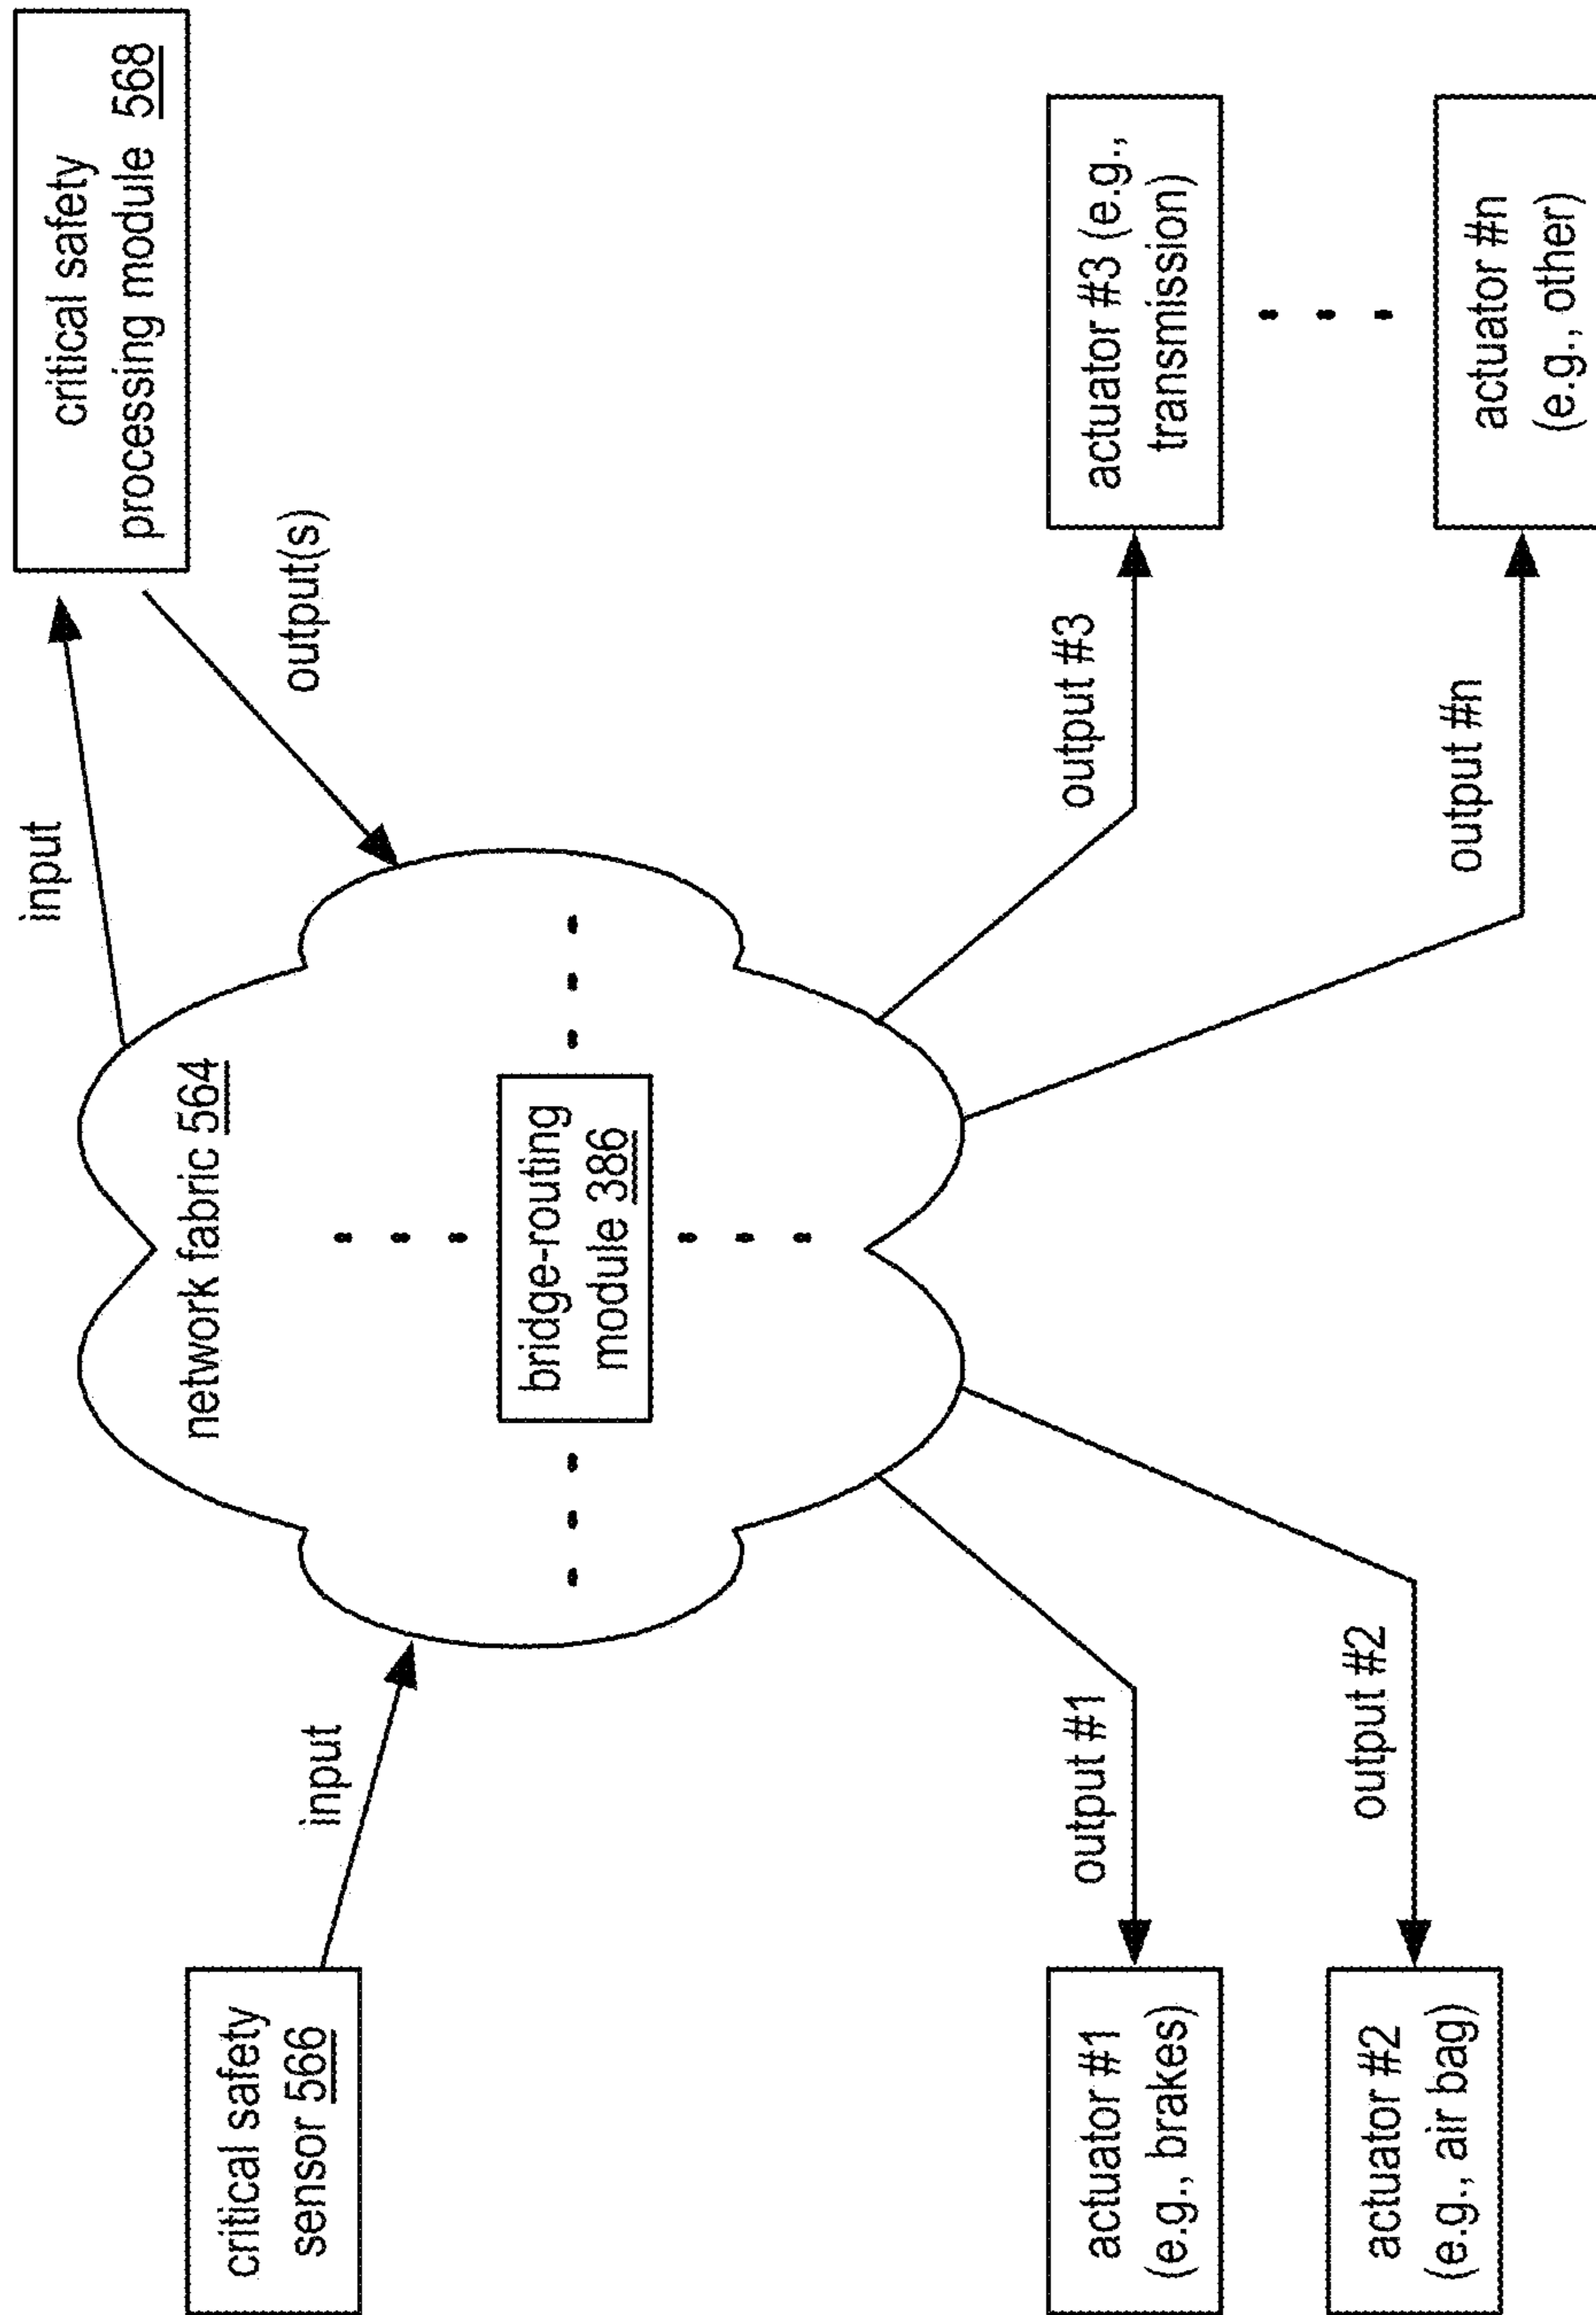 critical safety
sensor 566
input
network fabric 564
bridge-routing
module 386
input
critical safety
processing module 568
output(s)
output #1
actuator #1
(e.g., brakes)
output #2
actuator #2
(e.g., air bag)
output #3
actuator #3 (e.g.,
transmission)
output #n
actuator #n
(e.g., other)